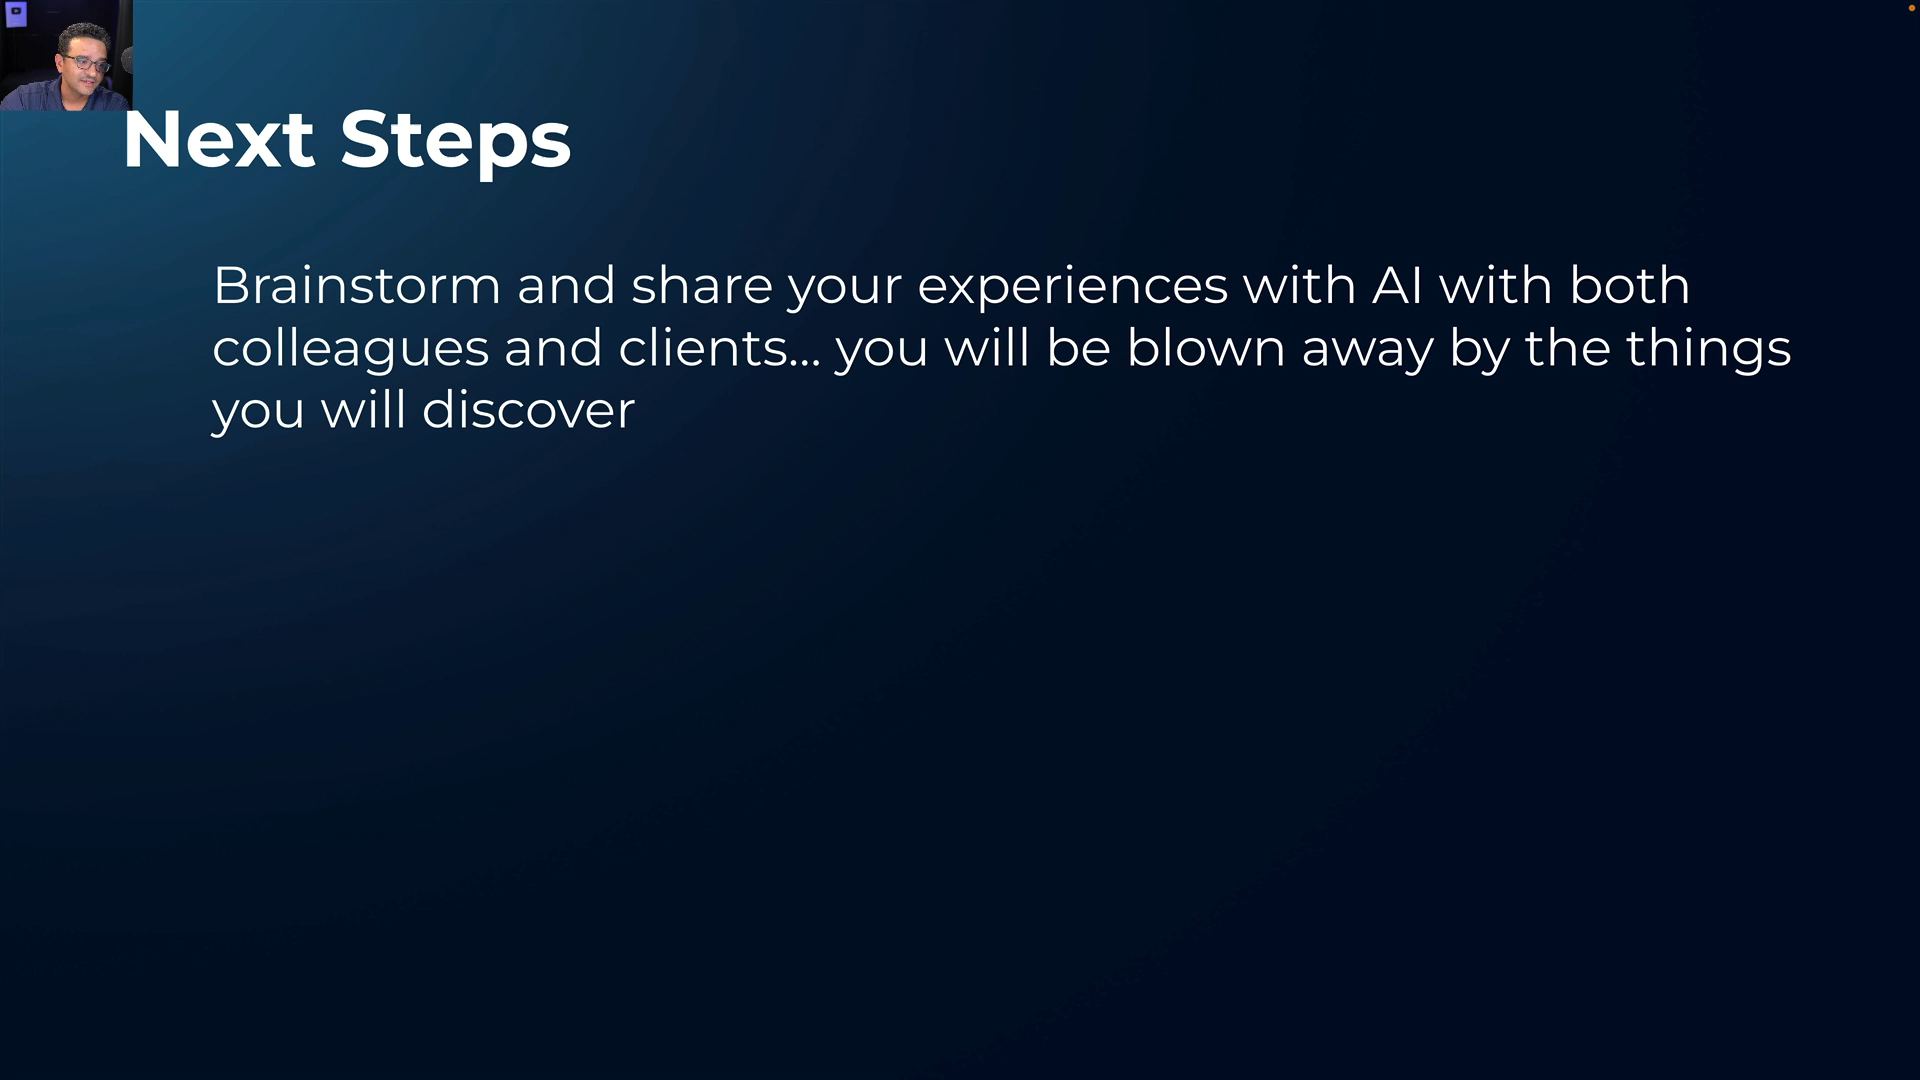 Next Steps
Brainstorm and share your experiences with AI with both
colleagues and clients... you will be blown away by the things
you will discover